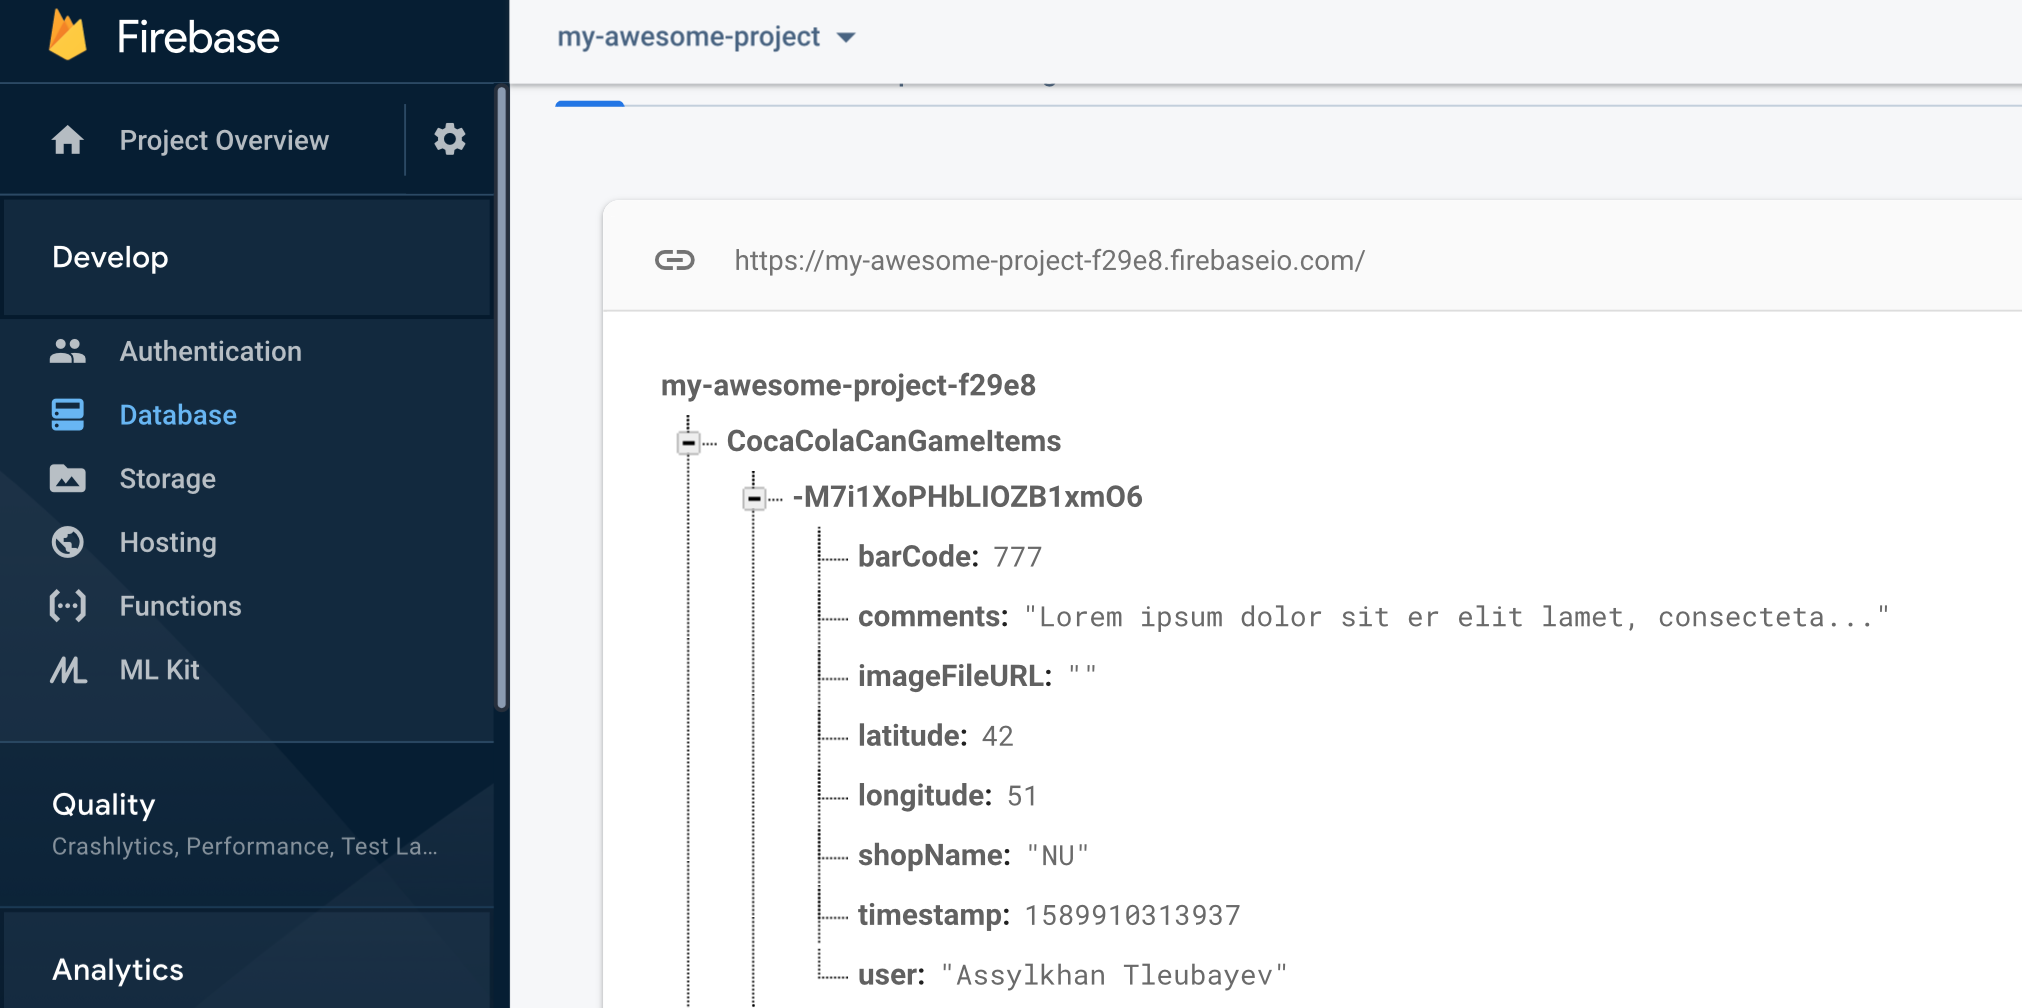 Firebase
my-awesome-project
Project Overview
Develop
https://my-awesome-project-f29e8.firebaseio.com/
Authentication
Database
Storage
Hosting
Functions
ML Kit
Quality
Crashlytics, Performance, Test La...
Analytics
my-awesome-project-f29e8
CocaColaCanGameItems
-M7i1XoPHbLIOZB1xmO6
barCode: 777
comments: "Lorem ipsum dolor sit er elit lamet, consecteta..."
imageFileURL: ""
latitude: 42
longitude: 51
shopName: "NU"
timestamp: 1589910313937
user: "Assylkhan Tleubayev"